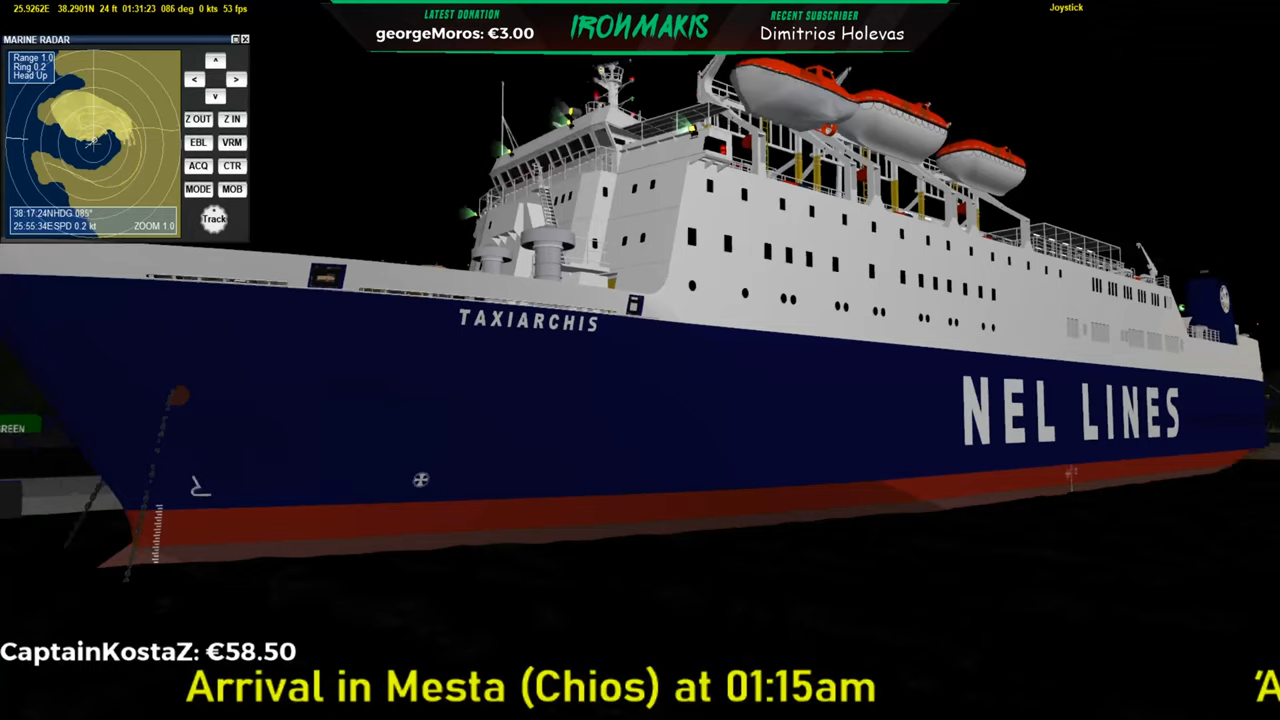 25.9262E 38.2901N 24 ft 01:31:23 086 deg 0 kts 53 fps
Joystick
LATEST DONATION
georgeMoros: €3.00
IRONMAKIS
RECENT SUBSCRIBER
Dimitrios Holevas
MARINE RADAR
Range 1.0
Ring 0.2
Head Up
^
< >
v
Z OUT Z IN
EBL VRM
ACQ CTR
MODE MOB
Track
38:17:24N HDG 085°
25:55:34E SPD 0.2 kt
ZOOM 1.0
TAXIARCHIS
NEL LINES
REEN
CaptainKostaZ: €58.50
Arrival in Mesta (Chios) at 01:15am
'A